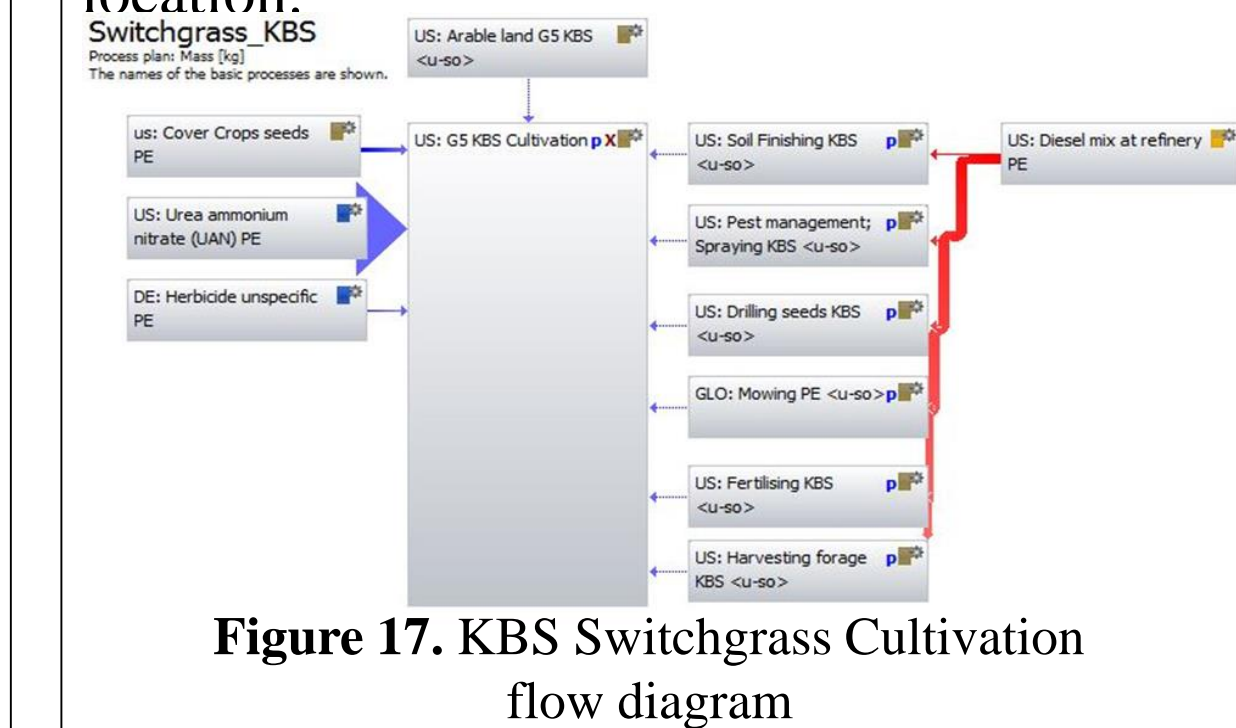 location.
Switchgrass_KBS
Process plan: Mass [kg]
The names of the basic processes are shown.
US: Arable land G5 KBS
<u-so>
us: Cover Crops seeds
PE
US: Urea ammonium
nitrate (UAN) PE
DE: Herbicide unspecific
PE
US: G5 KBS Cultivation p X
US: Soil Finishing KBS p
<u-so>
US: Pest management; p
Spraying KBS <u-so>
US: Drilling seeds KBS p
<u-so>
GLO: Mowing PE <u-so> p
US: Fertilising KBS p
<u-so>
US: Harvesting forage p
KBS <u-so>
US: Diesel mix at refinery
PE
Figure 17. KBS Switchgrass Cultivation
flow diagram